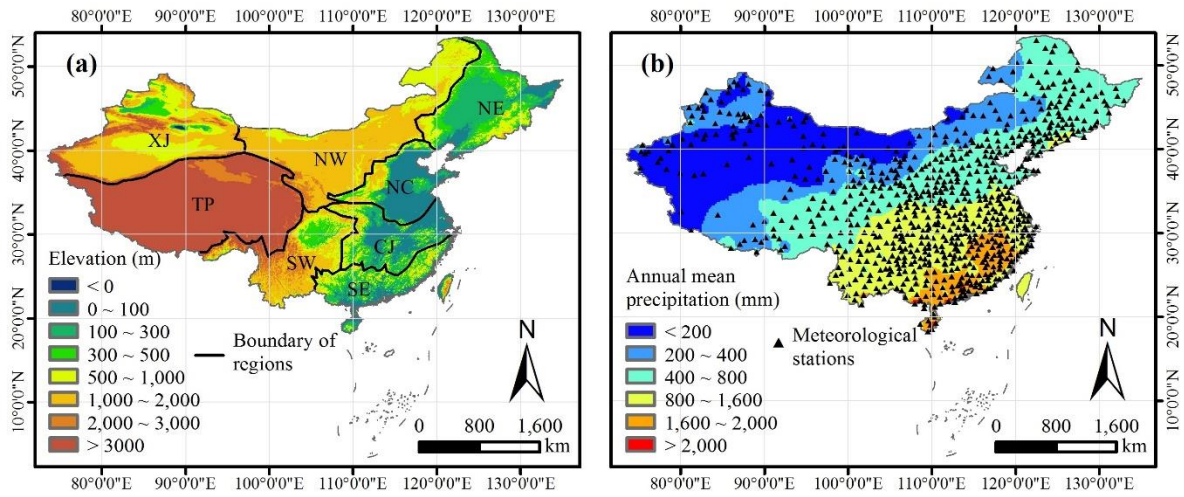 80°0'0"E 90°0'0"E 100°0'0"E 110°0'0"E 120°0'0"E 130°0'0"E
80°0'0"E 90°0'0"E 100°0'0"E 110°0'0"E 120°0'0"E 130°0'0"E
50°0'0"N
40°0'0"N
30°0'0"N
20°0'0"N
10°0'0"N
(a)
XJ
NE
NW
NC
TP
CJ
SW
SE
Elevation (m)
< 0
0 ~ 100
100 ~ 300
300 ~ 500
500 ~ 1,000
1,000 ~ 2,000
2,000 ~ 3,000
> 3000
Boundary of
regions
N
0 800 1,600
km
(b)
Annual mean
precipitation (mm)
< 200
200 ~ 400
400 ~ 800
800 ~ 1,600
1,600 ~ 2,000
> 2,000
Meteorological
stations
N
0 800 1,600
km
50°0'0"N
40°0'0"N
30°0'0"N
20°0'0"N
10°0'0"N
80°0'0"E 90°0'0"E 100°0'0"E 110°0'0"E 120°0'0"E 130°0'0"E
80°0'0"E 90°0'0"E 100°0'0"E 110°0'0"E 120°0'0"E 130°0'0"E